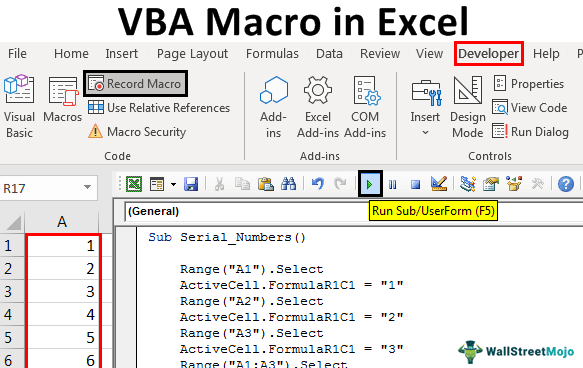 VBA Macro in Excel
File Home Insert Page Layout Formulas Data Review View Developer Help
Visual Basic
Macros
Record Macro
Use Relative References
Macro Security
Code
Add-ins
Excel Add-ins
COM Add-ins
Add-ins
Insert
Design Mode
Properties
View Code
Run Dialog
Controls
R17
Run Sub/UserForm (F5)
(General)
A
1 1
2 2
3 3
4 4
5 5
6 6
Sub Serial_Numbers()
Range("A1").Select
ActiveCell.FormulaR1C1 = "1"
Range("A2").Select
ActiveCell.FormulaR1C1 = "2"
Range("A3").Select
ActiveCell.FormulaR1C1 = "3"
Range("A1:A3").Select
WallStreetMojo